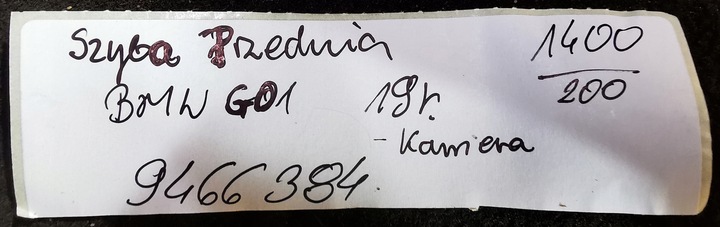 Szyba Przednia
1400
200
BMW G01 19r.
- Kamera
9466384.